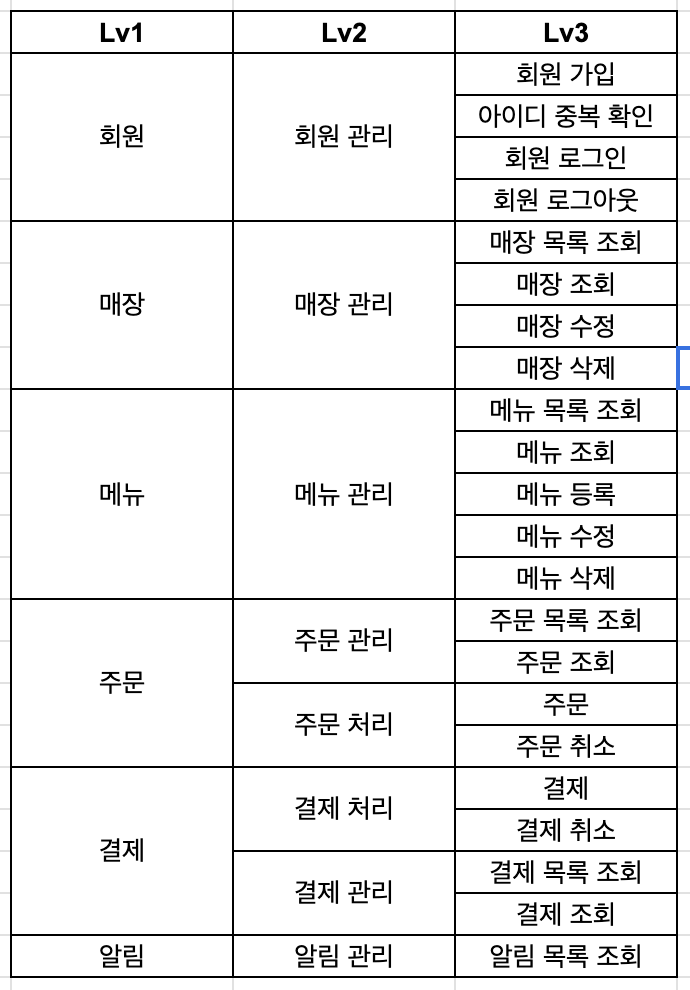 Lv1 Lv2 Lv3
회원 회원 관리 회원 가입
아이디 중복 확인
회원 로그인
회원 로그아웃
매장 매장 관리 매장 목록 조회
매장 조회
매장 수정
매장 삭제
메뉴 메뉴 관리 메뉴 목록 조회
메뉴 조회
메뉴 등록
메뉴 수정
메뉴 삭제
주문 주문 관리 주문 목록 조회
주문 조회
주문 처리 주문
주문 취소
결제 결제 처리 결제
결제 취소
결제 관리 결제 목록 조회
결제 조회
알림 알림 관리 알림 목록 조회